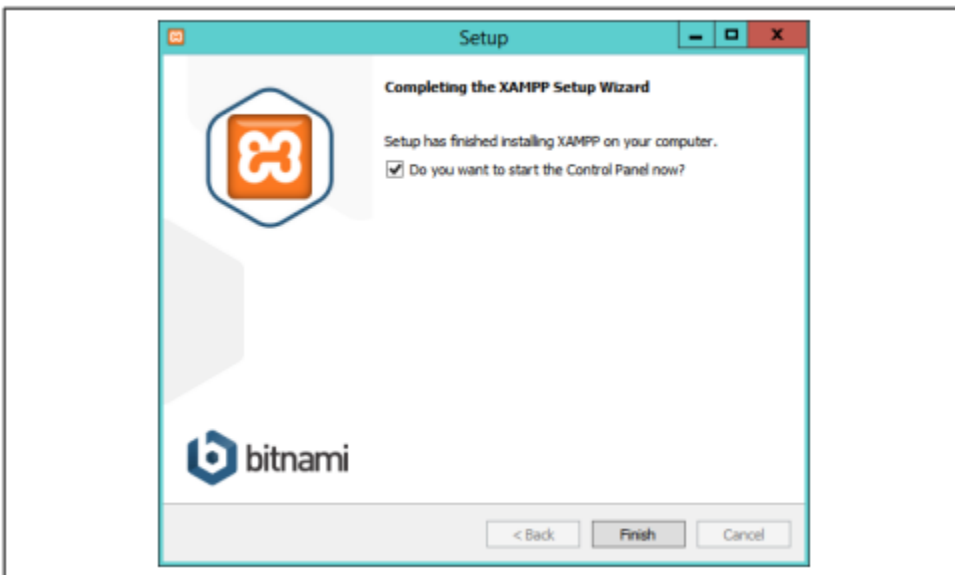 Setup
Completing the XAMPP Setup Wizard
Setup has finished installing XAMPP on your computer.
Do you want to start the Control Panel now?
bitnami
< Back
Finish
Cancel